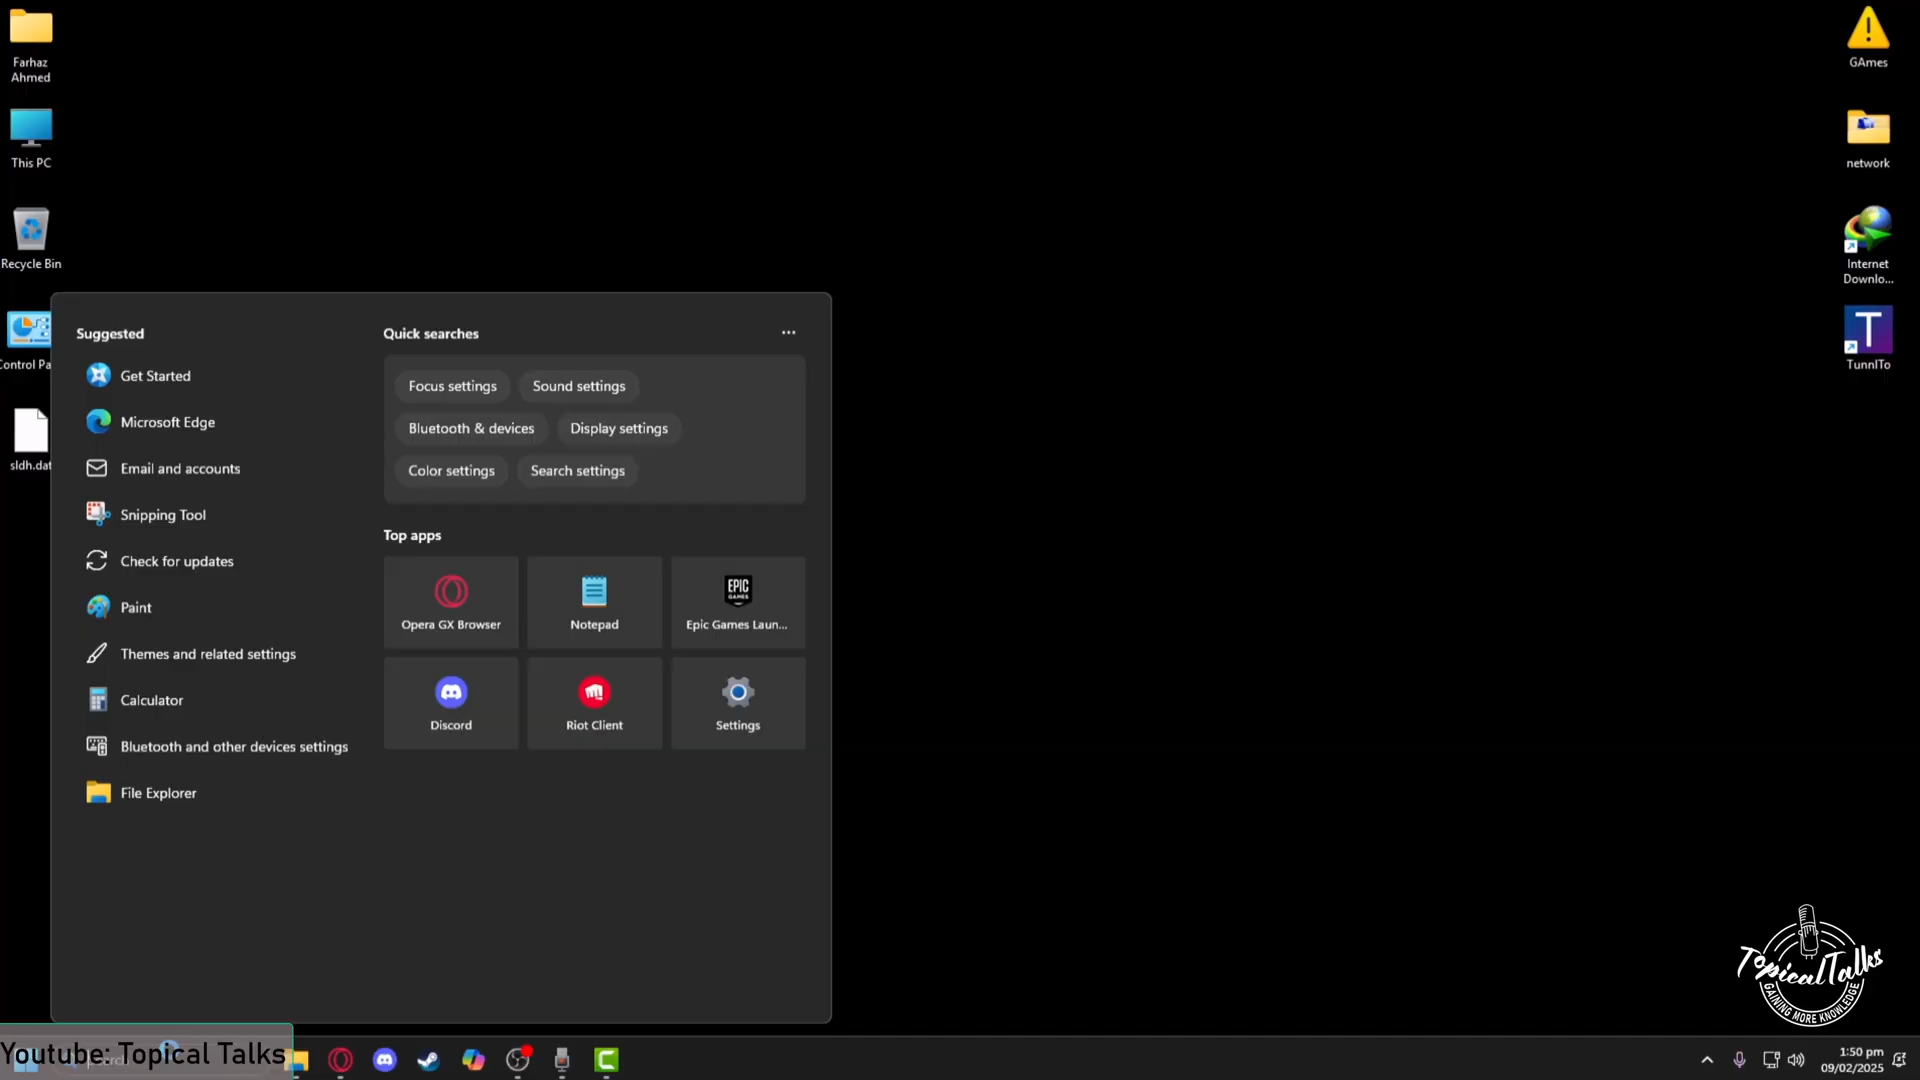 Farhaz
Ahmed
This PC
Recycle Bin
Control Pa
sldh.dat
GAmes
network
Internet
Downlo...
T
TunnlTo
Suggested
Get Started
Microsoft Edge
Email and accounts
Snipping Tool
Check for updates
Paint
Themes and related settings
Calculator
Bluetooth and other devices settings
File Explorer
Quick searches
Focus settings
Sound settings
Bluetooth & devices
Display settings
Color settings
Search settings
Top apps
Opera GX Browser
Notepad
EPIC
GAMES
Epic Games Laun...
Discord
Riot Client
Settings
TopicalTalks
GAINING MORE KNOWLEDGE
Youtube: Topical Talks
1:50 pm
09/02/2025